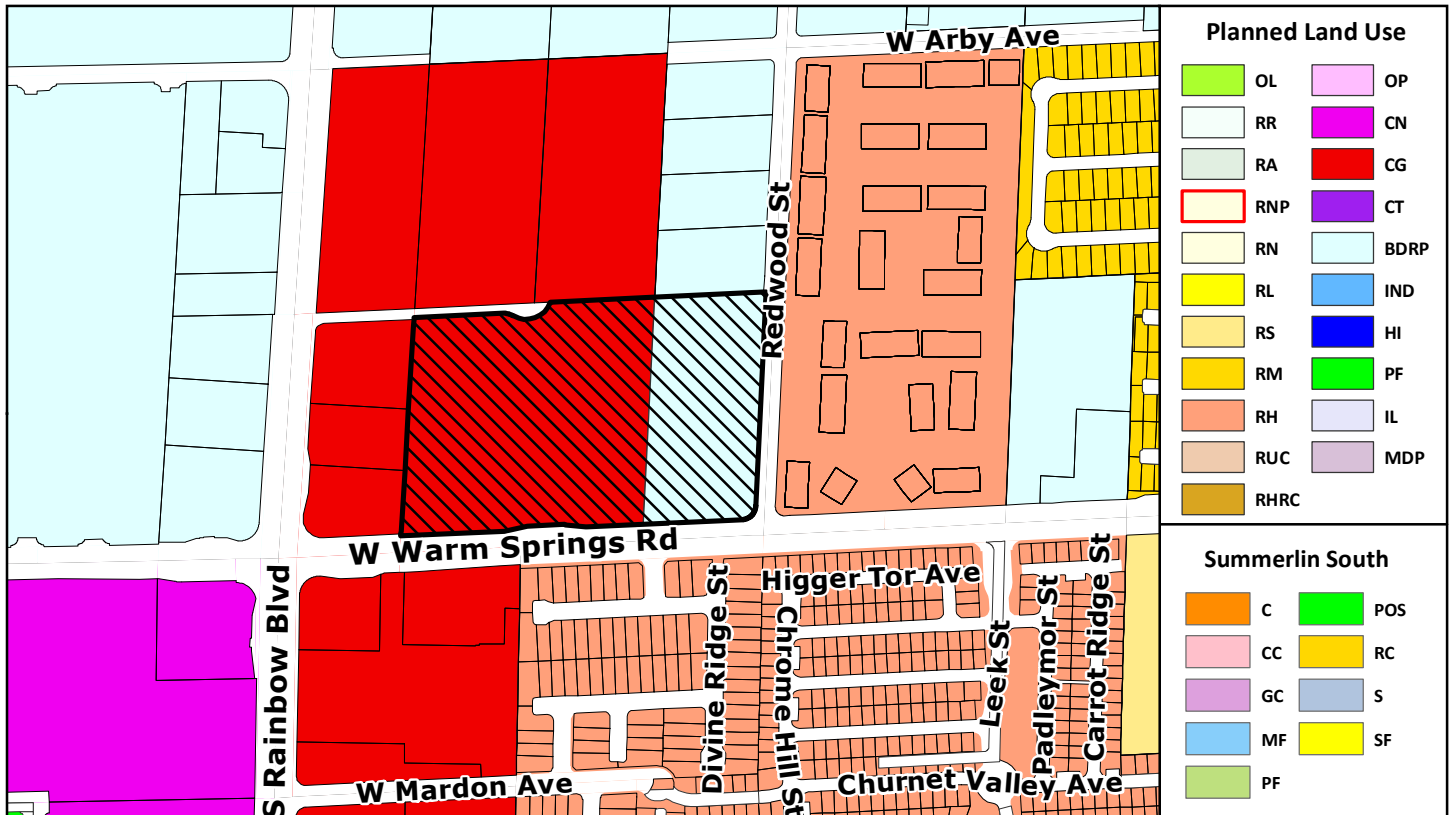 W Arby Ave
Redwood St
W Warm Springs Rd
S Rainbow Blvd
Higger Tor Ave
Divine Ridge St
Chrome Hill St
Leek St
Padleymor St
Carrot Ridge St
W Mardon Ave
Churnet Valley Ave
Planned Land Use
OL OP
RR CN
RA CG
RNP CT
RN BDRP
RL IND
RS HI
RM PF
RH IL
RUC MDP
RHRC
Summerlin South
C POS
CC RC
GC S
MF SF
PF